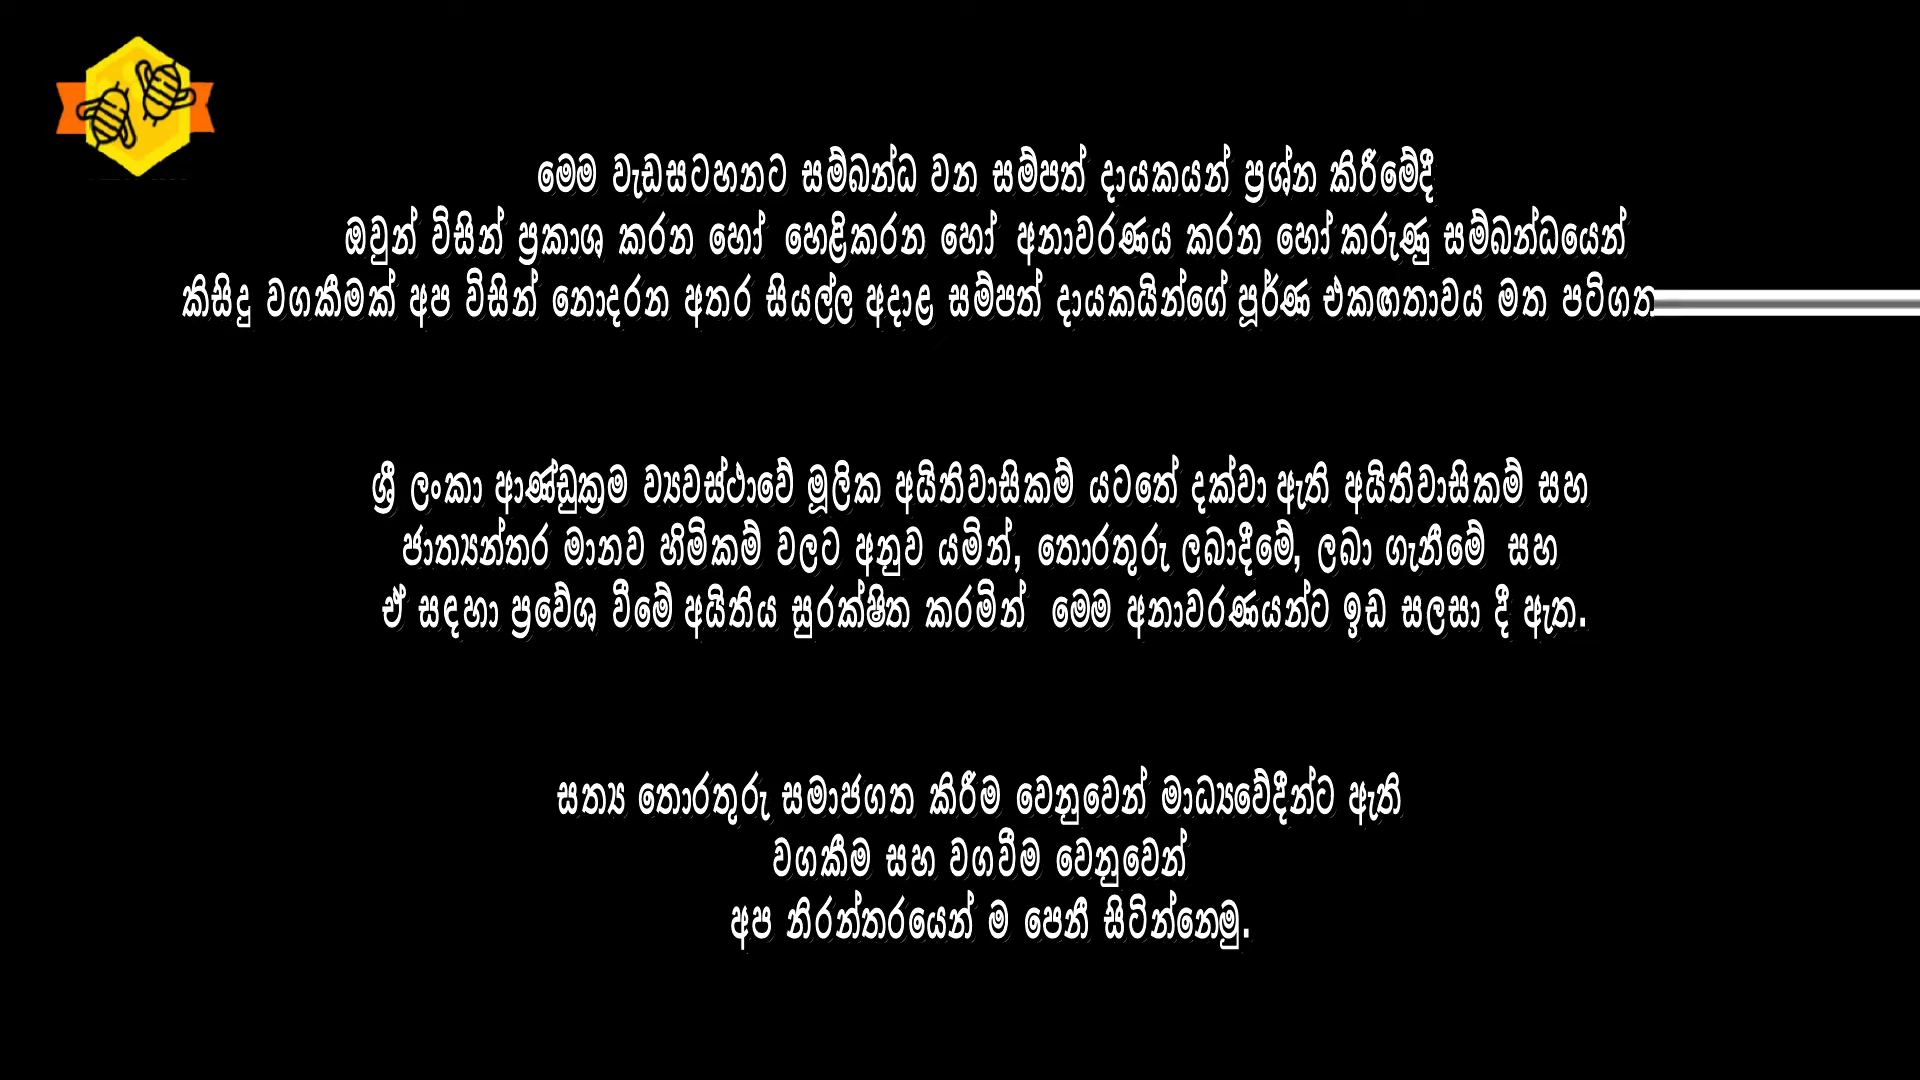 මෙම වැඩසටහනට සම්බන්ධ වන සම්පත් දායකයන් ප්‍රශ්න කිරීමේදී
ඔවුන් විසින් ප්‍රකාශ කරන හෝ හෙළිකරන හෝ අනාවරණය කරන හෝ කරුණු සම්බන්ධයෙන්
කිසිදු වගකීමක් අප විසින් නොදරන අතර සියල්ල අදාළ සම්පත් දායකයින්ගේ පූර්ණ එකඟතාවය මත පටිගත
ශ්‍රී ලංකා ආණ්ඩුක්‍රම ව්‍යවස්ථාවේ මූලික අයිතිවාසිකම් යටතේ දක්වා ඇති අයිතිවාසිකම් සහ
ජාත්‍යන්තර මානව හිමිකම් වලට අනුව යමින්, තොරතුරු ලබාදීමේ, ලබා ගැනීමේ සහ
ඒ සඳහා ප්‍රවේශ වීමේ අයිතිය සුරක්ෂිත කරමින් මෙම අනාවරණයන්ට ඉඩ සලසා දී ඇත.
සත්‍ය තොරතුරු සමාජගත කිරීම වෙනුවෙන් මාධ්‍යවේදීන්ට ඇති
වගකීම සහ වගවීම වෙනුවෙන්
අප නිරන්තරයෙන් ම පෙනී සිටින්නෙමු.